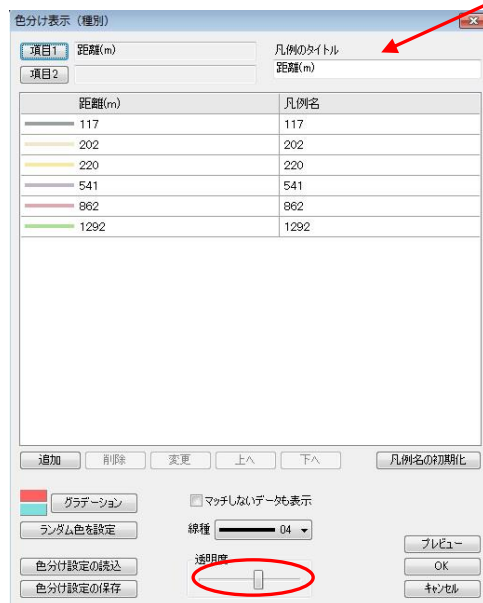 色分け表示（種別）
項目1 距離(m) 凡例のタイトル
項目2 距離(m)
距離(m) 凡例名
117 117
202 202
220 220
541 541
862 862
1292 1292
追加 削除 変更 上へ 下へ 凡例名の初期化
グラデーション マッチしないデータも表示
ランダム色を設定 線種 04
プレビュー
色分け設定の読込 透明度 OK
色分け設定の保存 キャンセル